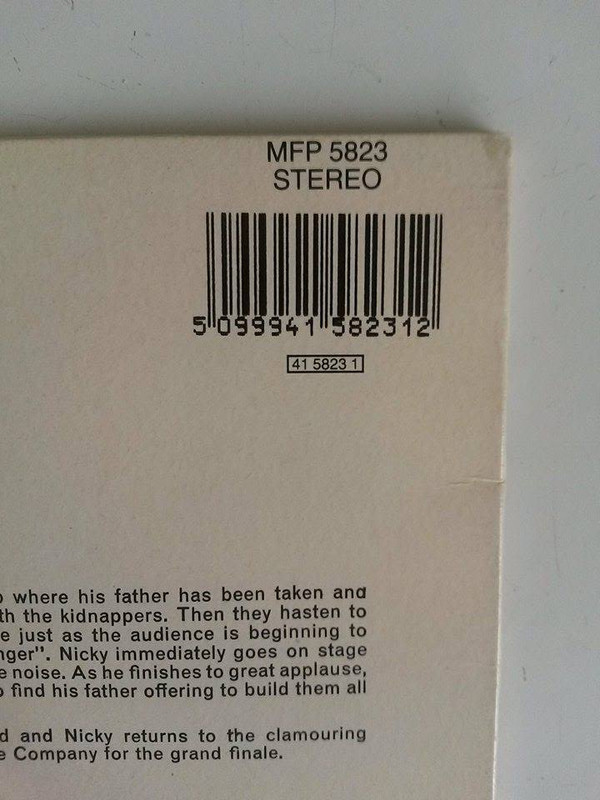 MFP 5823
STEREO
5 099941 582312
41 5823 1
where his father has been taken and
the kidnappers. Then they hasten to
just as the audience is beginning to
Nicky immediately goes on stage
noise. As he finishes to great applause,
find his father offering to build them all
and Nicky returns to the clamouring
Company for the grand finale.